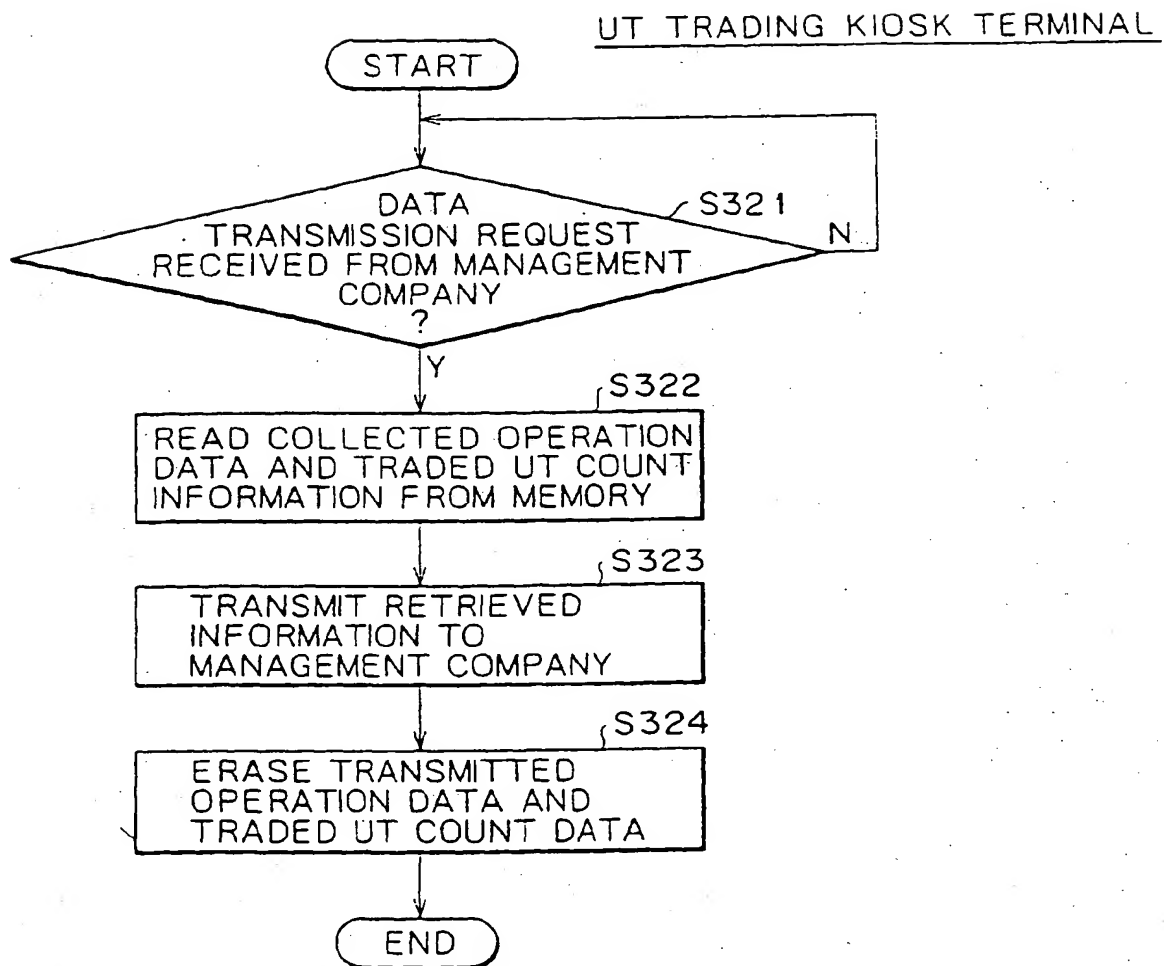 UT TRADING KIOSK TERMINAL
START
DATA
TRANSMISSION REQUEST
RECEIVED FROM MANAGEMENT
COMPANY
?
S321
N
Y
S322
READ COLLECTED OPERATION
DATA AND TRADED UT COUNT
INFORMATION FROM MEMORY
S323
TRANSMIT RETRIEVED
INFORMATION TO
MANAGEMENT COMPANY
S324
ERASE TRANSMITTED
OPERATION DATA AND
TRADED UT COUNT DATA
END